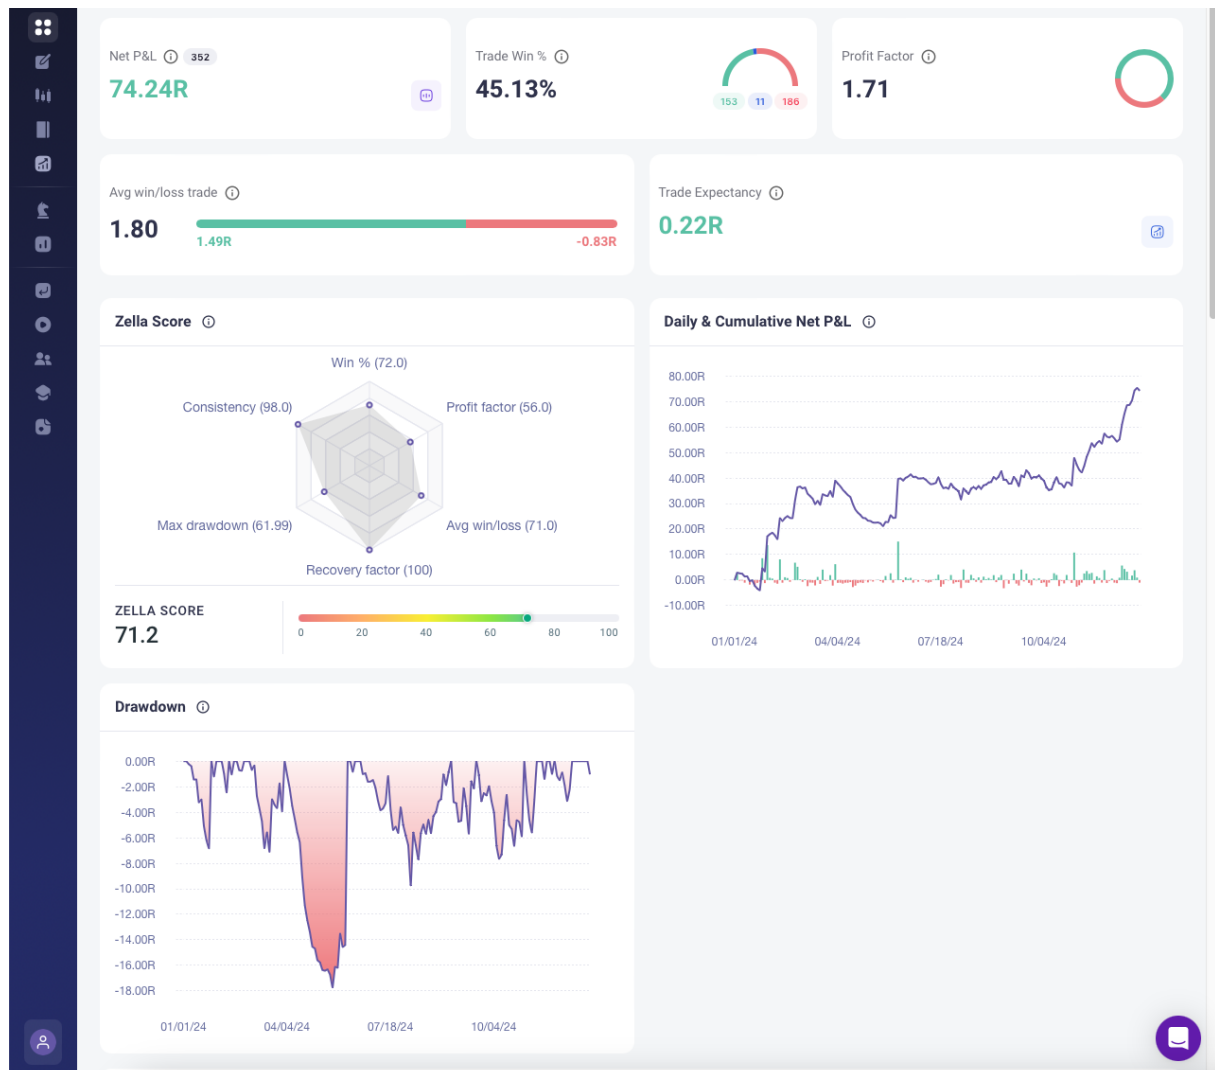 Net P&L 352
74.24R
Trade Win %
45.13%
153 11 186
Profit Factor
1.71
Avg win/loss trade
1.80
1.49R -0.83R
Trade Expectancy
0.22R
Zella Score
Win % (72.0)
Consistency (98.0) Profit factor (56.0)
Max drawdown (61.99) Avg win/loss (71.0)
Recovery factor (100)
ZELLA SCORE
71.2
0 20 40 60 80 100
Daily & Cumulative Net P&L
80.00R
70.00R
60.00R
50.00R
40.00R
30.00R
20.00R
10.00R
0.00R
-10.00R
01/01/24 04/04/24 07/18/24 10/04/24
Drawdown
0.00R
-2.00R
-4.00R
-6.00R
-8.00R
-10.00R
-12.00R
-14.00R
-16.00R
-18.00R
01/01/24 04/04/24 07/18/24 10/04/24